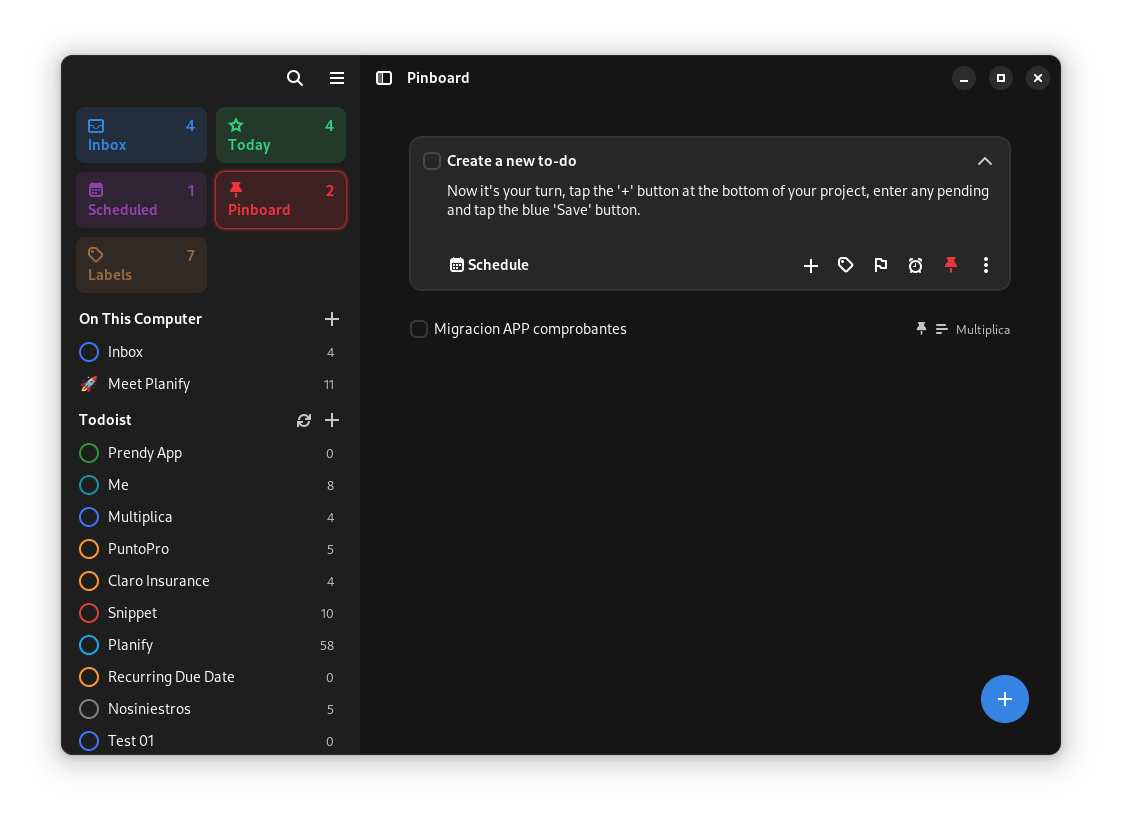 Pinboard
4
Inbox
4
Today
1
Scheduled
2
Pinboard
7
Labels
On This Computer
Inbox 4
🚀 Meet Planify 11
Todoist
Prendy App 0
Me 8
Multiplica 4
PuntoPro 5
Claro Insurance 4
Snippet 10
Planify 58
Recurring Due Date 0
Nosiniestros 5
Test 01 0
Create a new to-do
Now it's your turn, tap the '+' button at the bottom of your project, enter any pending
and tap the blue 'Save' button.
Schedule
Migracion APP comprobantes Multiplica